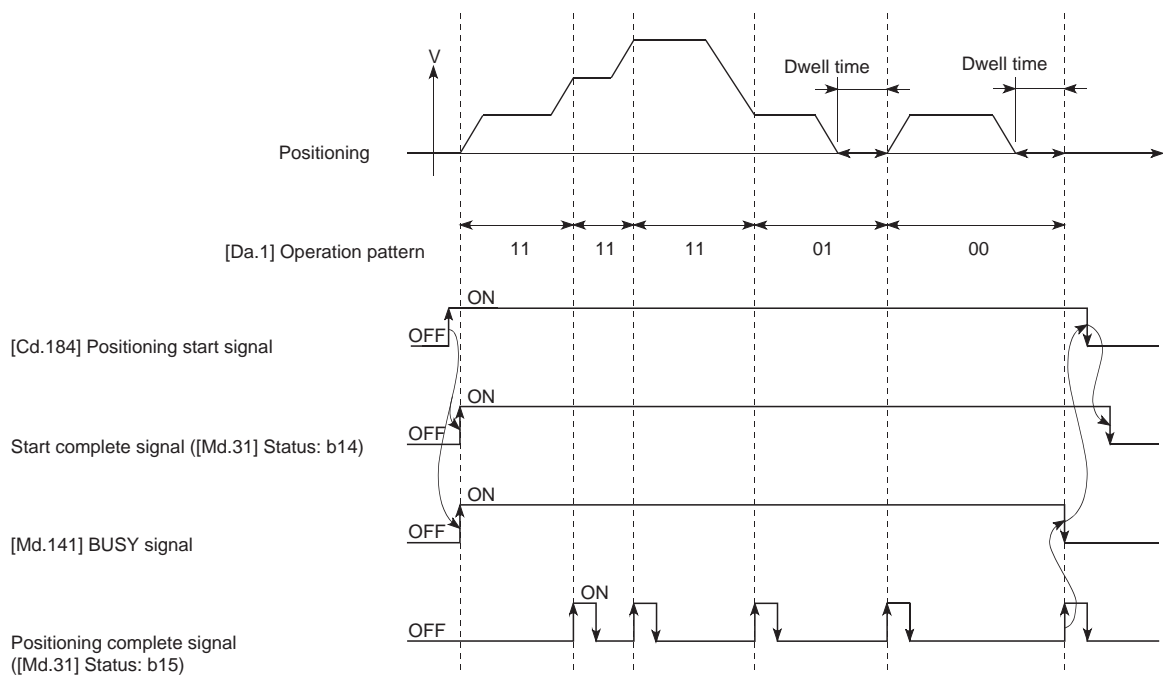 V
Dwell time
Dwell time
Positioning
[Da.1] Operation pattern
11
11
11
01
00
ON
OFF
[Cd.184] Positioning start signal
ON
OFF
Start complete signal ([Md.31] Status: b14)
ON
OFF
[Md.141] BUSY signal
ON
OFF
Positioning complete signal
([Md.31] Status: b15)